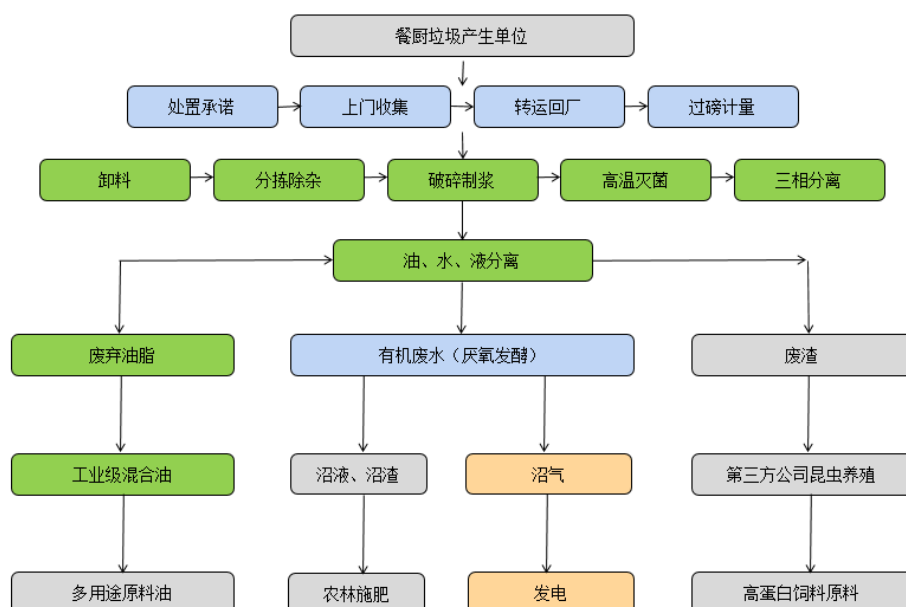 餐厨垃圾产生单位
处置承诺
上门收集
转运回厂
过磅计量
卸料
分拣除杂
破碎制浆
高温灭菌
三相分离
油、水、液分离
废弃油脂
有机废水（厌氧发酵）
废渣
工业级混合油
沼液、沼渣
沼气
第三方公司昆虫养殖
多用途原料油
农林施肥
发电
高蛋白饲料原料